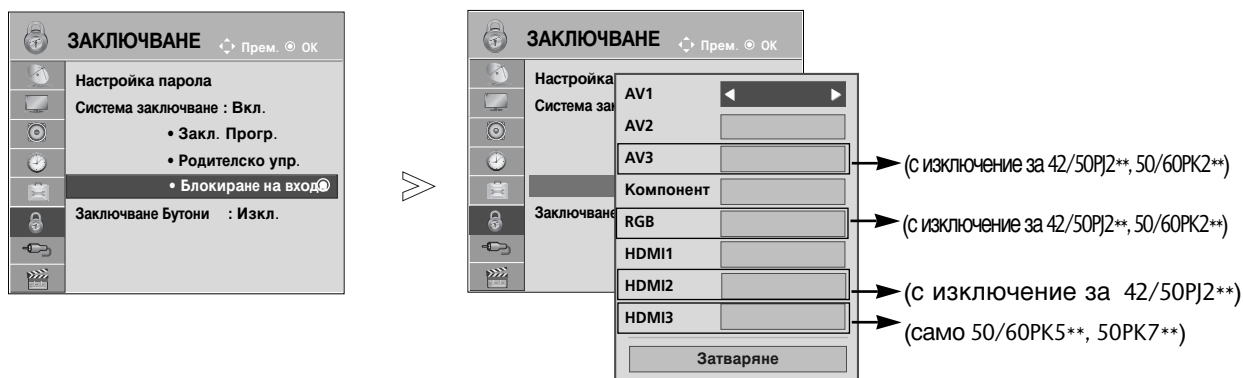 ЗАКЛЮЧВАНЕ
Прем. OK
Настройка парола
Система заключване : Вкл.
• Закл. Прогр.
• Родителско упр.
• Блокиране на входа
Заключване Бутони : Изкл.
ЗАКЛЮЧВАНЕ
Прем. OK
Настройка
Система за
Заключване
AV1
AV2
AV3
Компонент
RGB
HDMI1
HDMI2
HDMI3
Затваряне
(с изключение за 42/50PJ2**, 50/60PK2**)
(с изключение за 42/50PJ2**, 50/60PK2**)
(с изключение за 42/50PJ2**)
(само 50/60PK5**, 50PK7**)